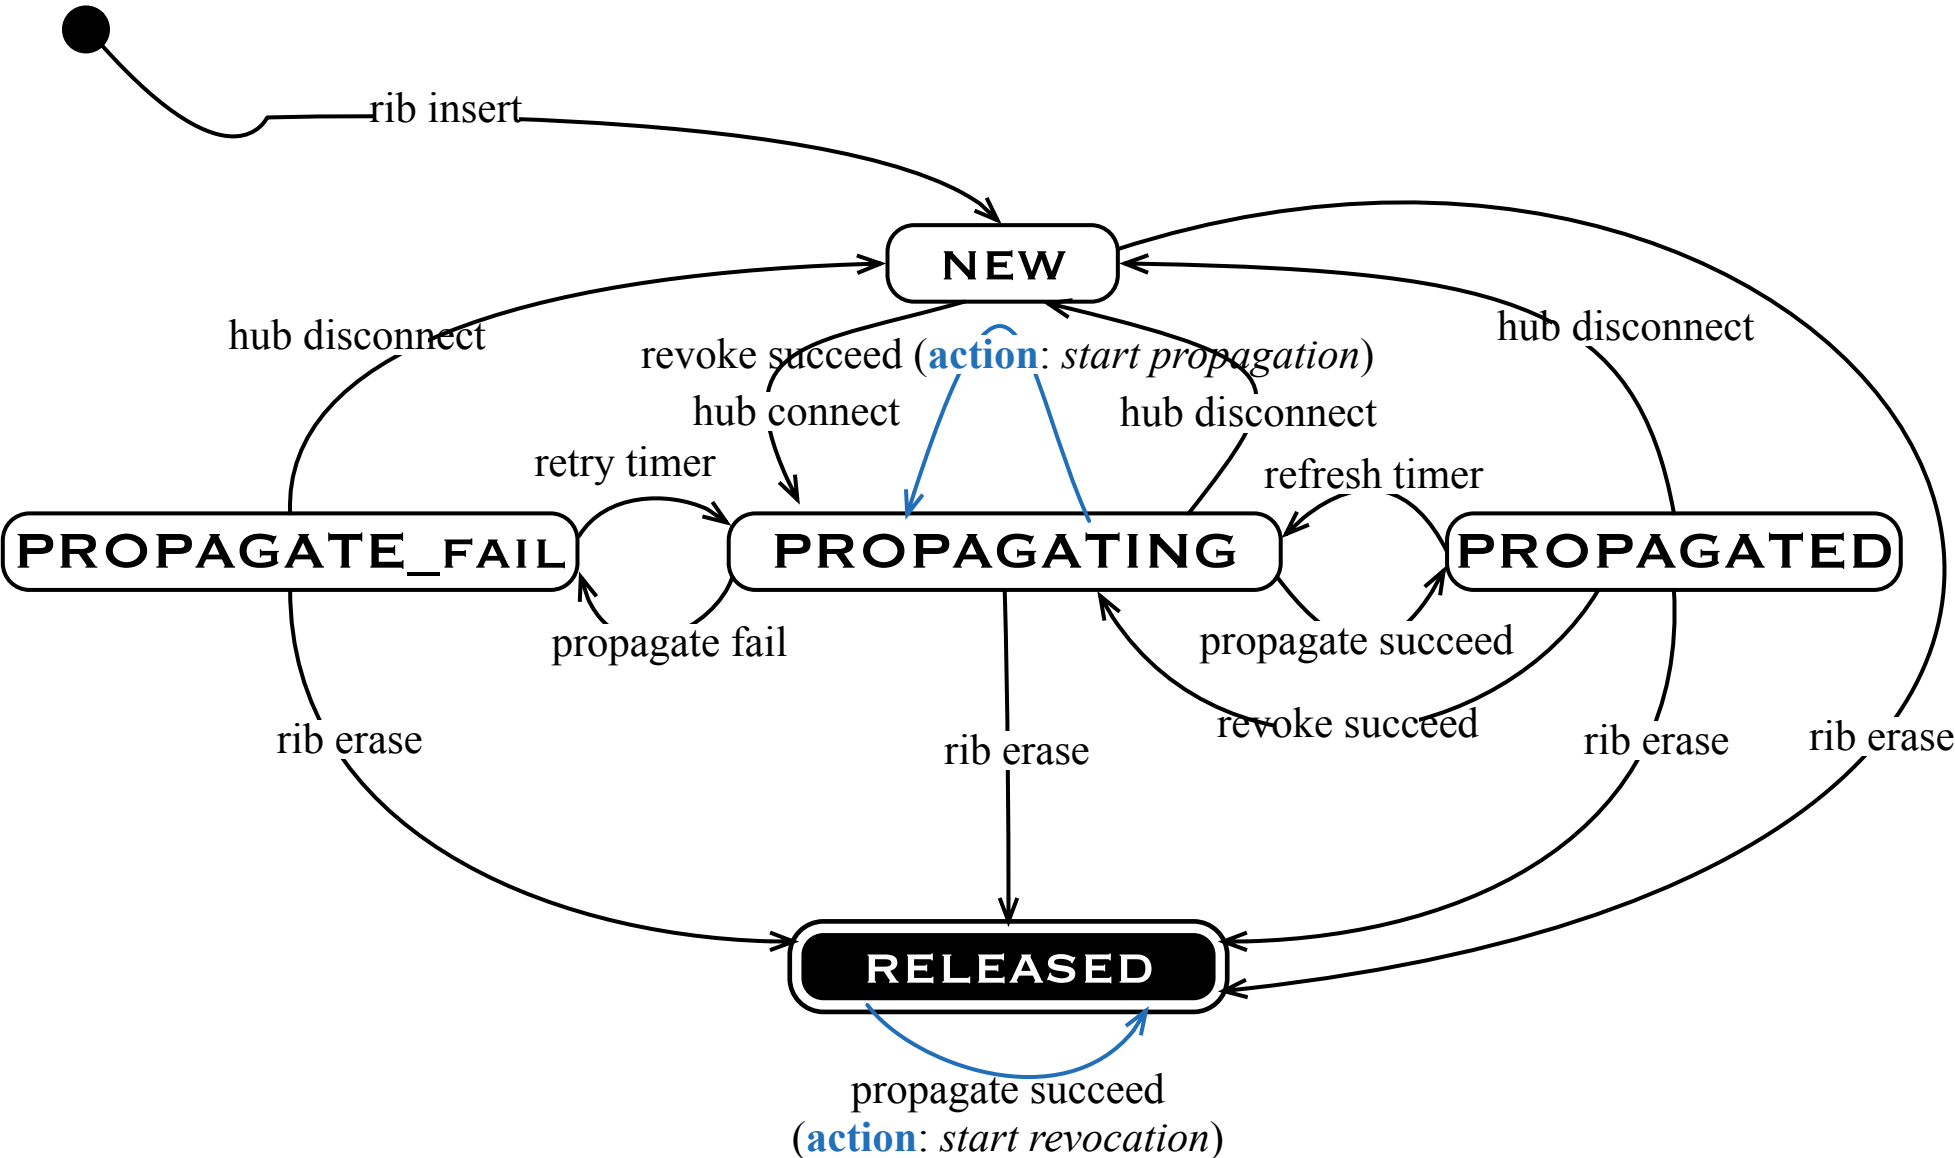 rib insert
NEW
hub disconnect
hub disconnect
revoke succeed (action: start propagation)
hub connect
hub disconnect
retry timer
refresh timer
PROPAGATE_FAIL
PROPAGATING
PROPAGATED
propagate fail
propagate succeed
revoke succeed
rib erase
rib erase
rib erase
rib erase
RELEASED
propagate succeed
(action: start revocation)